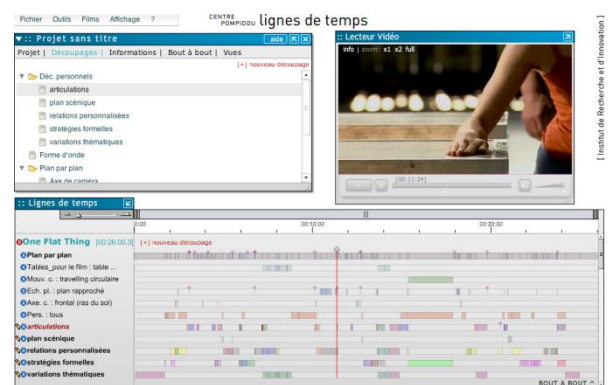 Fichier Outils Films Affichage ?
CENTRE POMPIDOU lignes de temps
[ Institut de Recherche et d'Innovation ]
:: Projet sans titre aide
Projet | Découpages | Informations | Bout à bout | Vues
[+] nouveau découpage
Déc. personnels
articulations
plan scénique
relations personnalisées
stratégies formelles
variations thématiques
Forme d'onde
Plan par plan
Axe de caméra
:: Lecteur Vidéo
info | zoom: x1 x2 full
[00:11:24]
:: Lignes de temps
0:00 00:10:00 00:20:00
One Flat Thing [00:26:00.3] [+] nouveau découpage
Plan par plan
Tables_pour le film : table ...
Mouv. c. : travelling circulaire
Ech. pl. : plan rapproché
Axe. c. : frontal (ras du sol)
Pers. : tous
articulations
plan scénique
relations personnalisées
stratégies formelles
variations thématiques
BOUT A BOUT ^